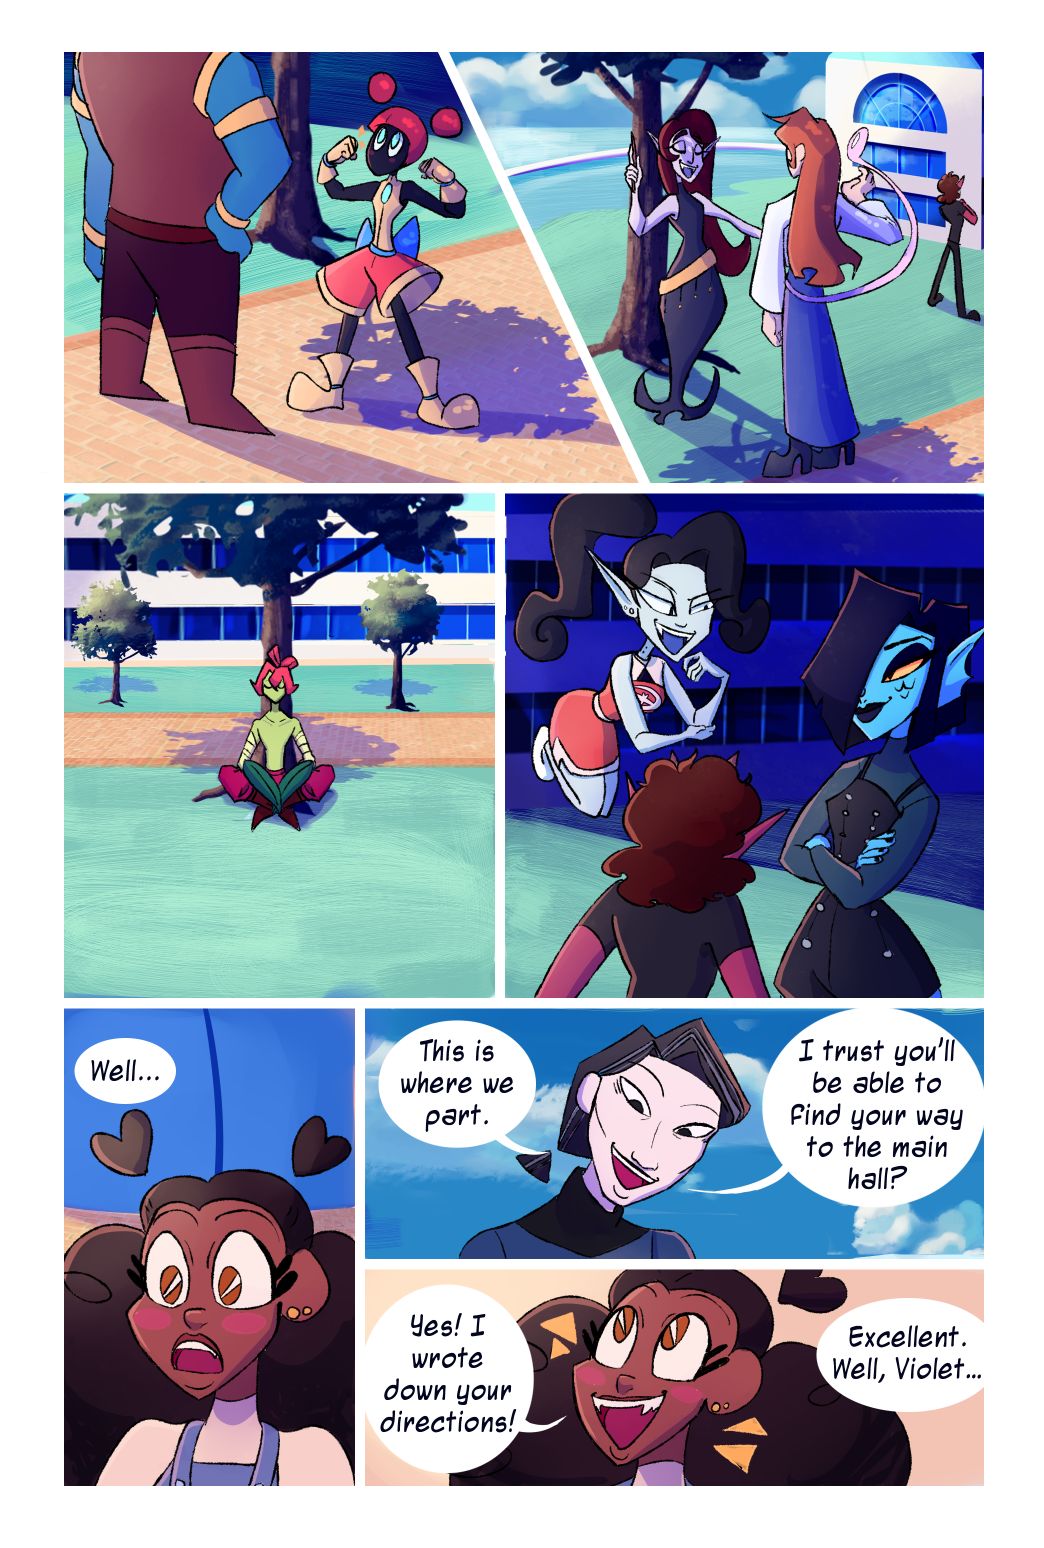 Well...
This is
where we
part.
I trust you'll
be able to
find your way
to the main
hall?
Yes! I
wrote
down your
directions!
Excellent.
Well, Violet...